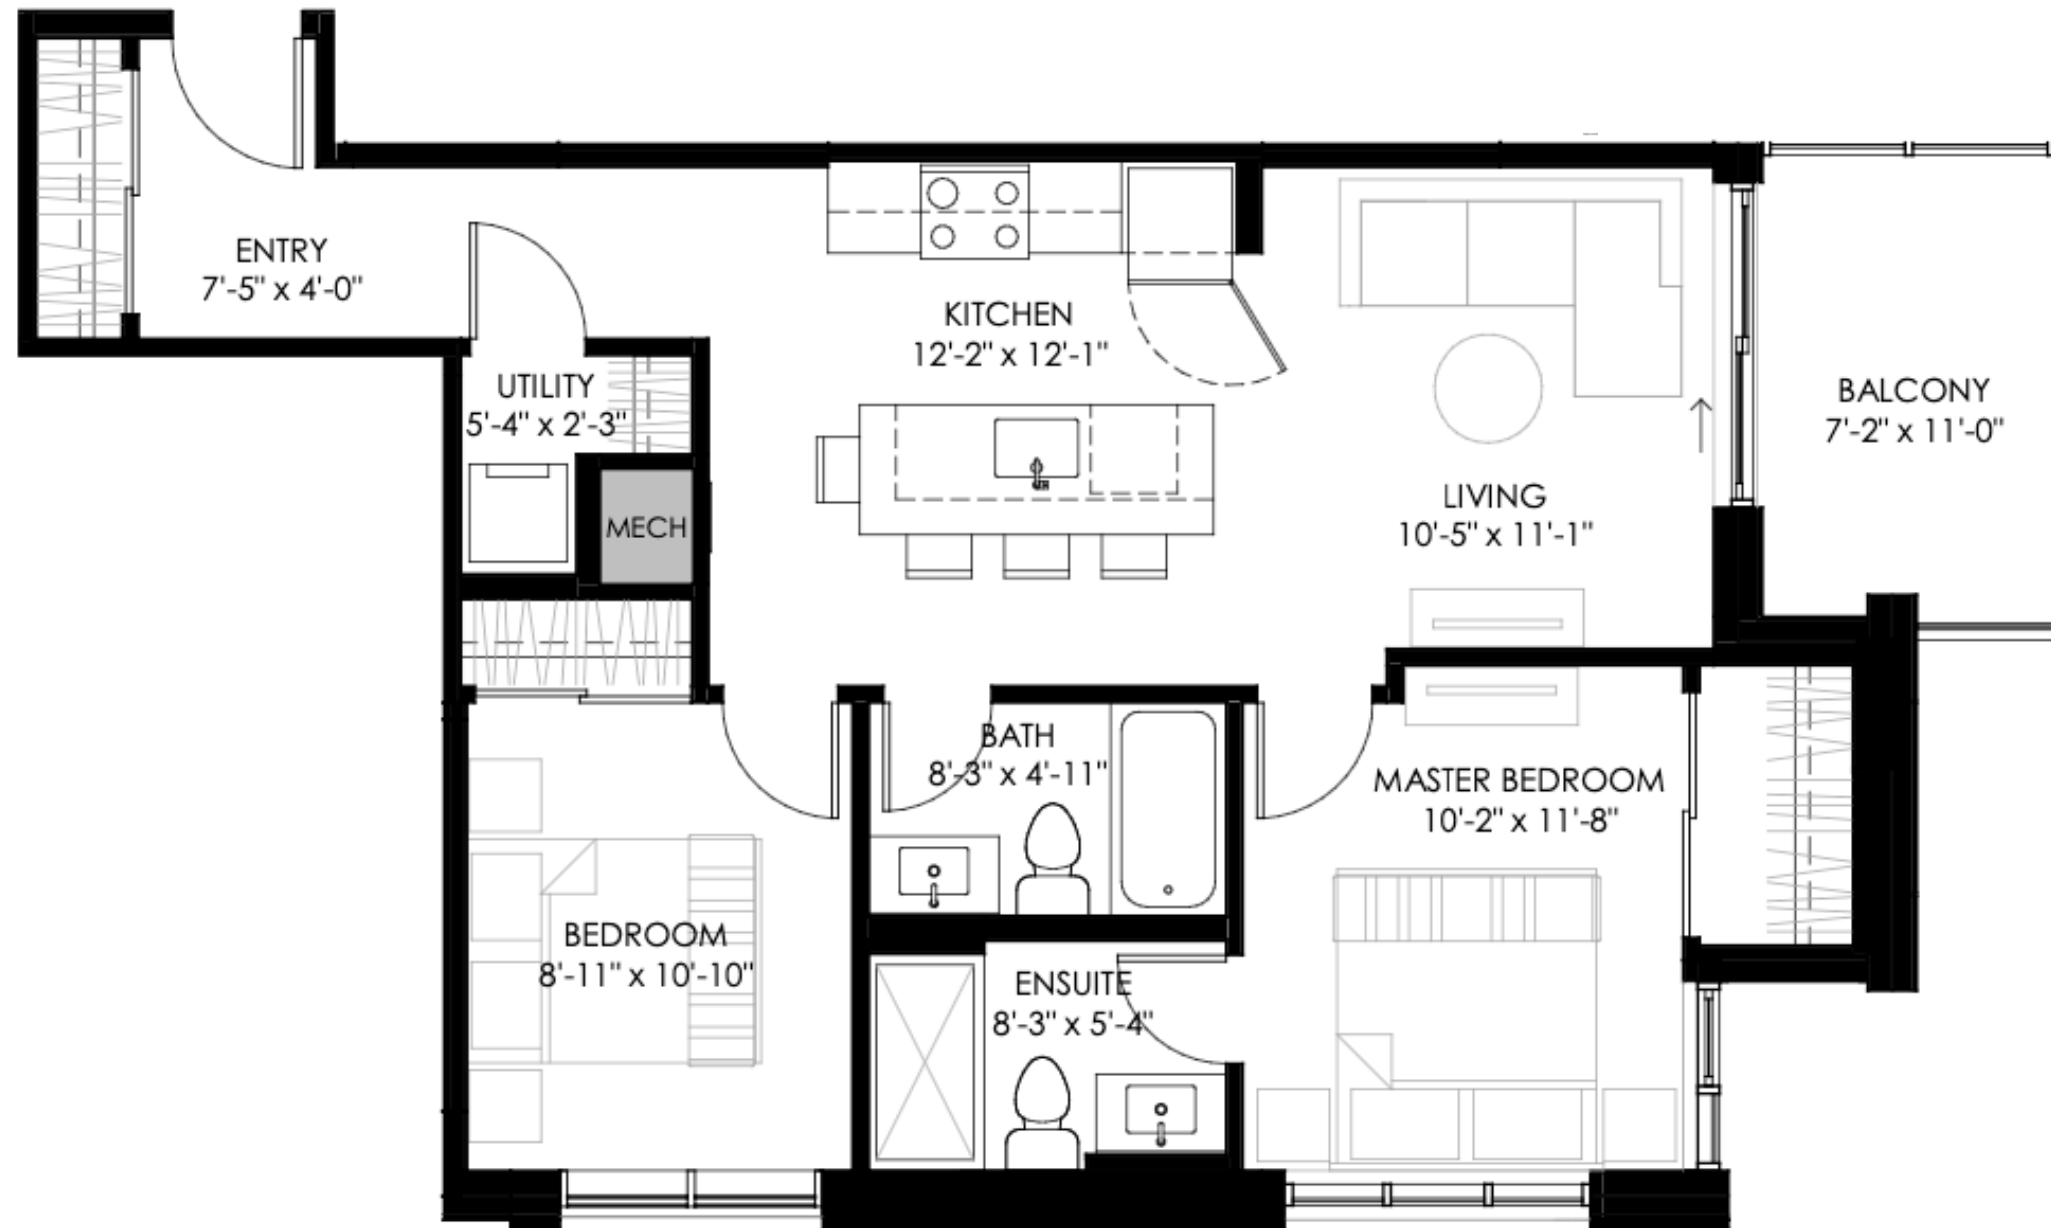 ENTRY
7'-5" x 4'-0"
KITCHEN
12'-2" x 12'-1"
UTILITY
5'-4" x 2'-3"
BALCONY
7'-2" x 11'-0"
LIVING
10'-5" x 11'-1"
MECH
BATH
8'-3" x 4'-11"
MASTER BEDROOM
10'-2" x 11'-8"
BEDROOM
8'-11" x 10'-10"
ENSUITE
8'-3" x 5'-4"